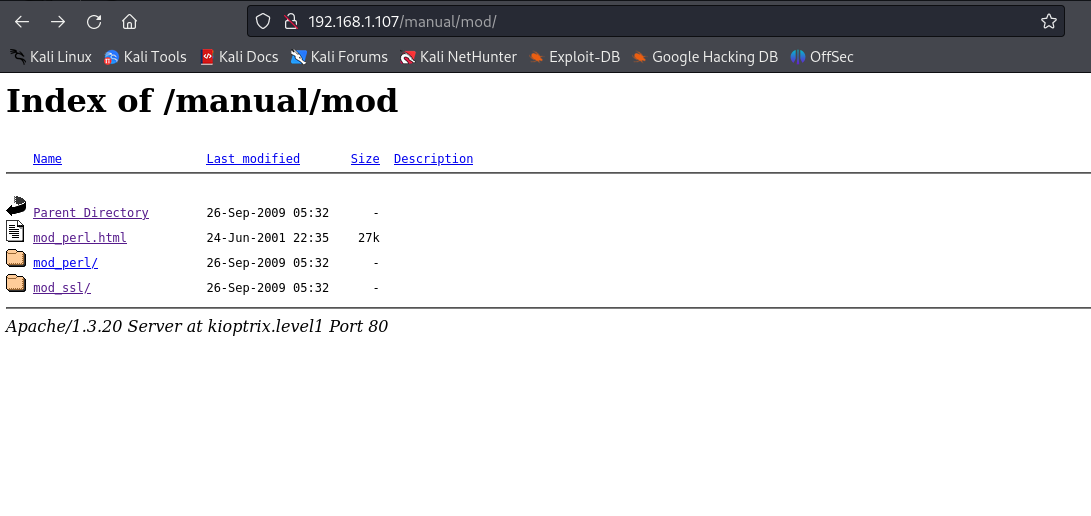 192.168.1.107/manual/mod/
Kali Linux Kali Tools Kali Docs Kali Forums Kali NetHunter Exploit-DB Google Hacking DB OffSec
Index of /manual/mod
Name Last modified Size Description
Parent Directory 26-Sep-2009 05:32 -
mod_perl.html 24-Jun-2001 22:35 27k
mod_perl/ 26-Sep-2009 05:32 -
mod_ssl/ 26-Sep-2009 05:32 -
Apache/1.3.20 Server at kioptrix.level1 Port 80